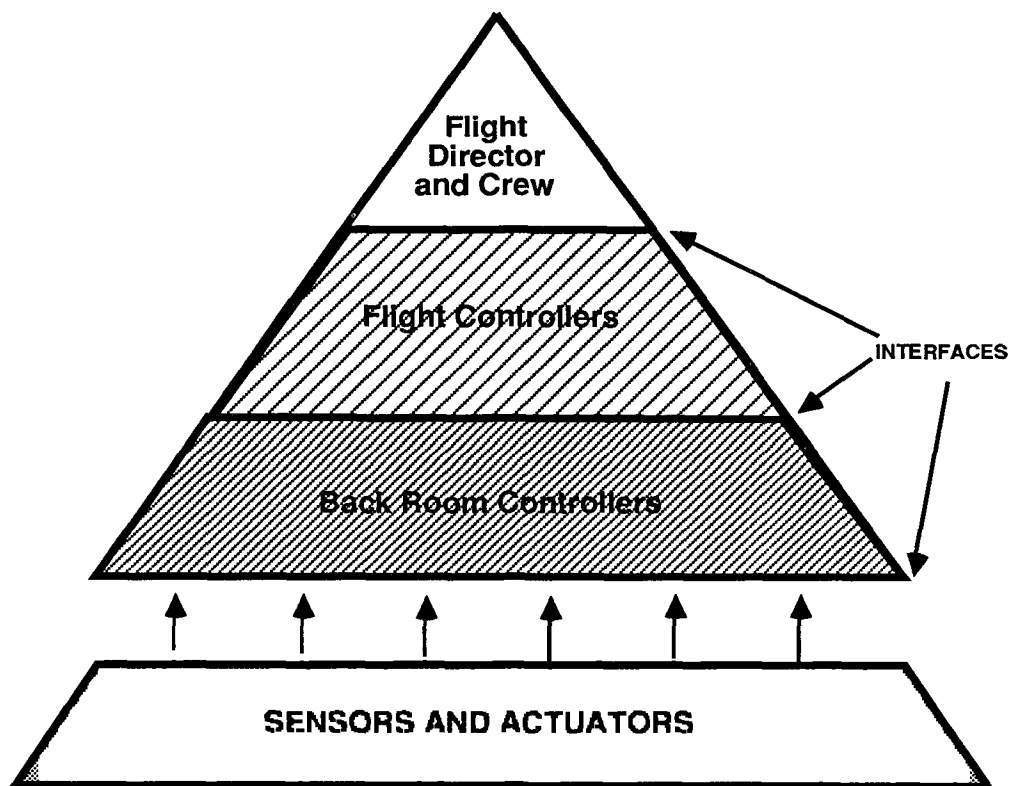 Flight
Director
and Crew
Flight Controllers
INTERFACES
Back Room Controllers
SENSORS AND ACTUATORS